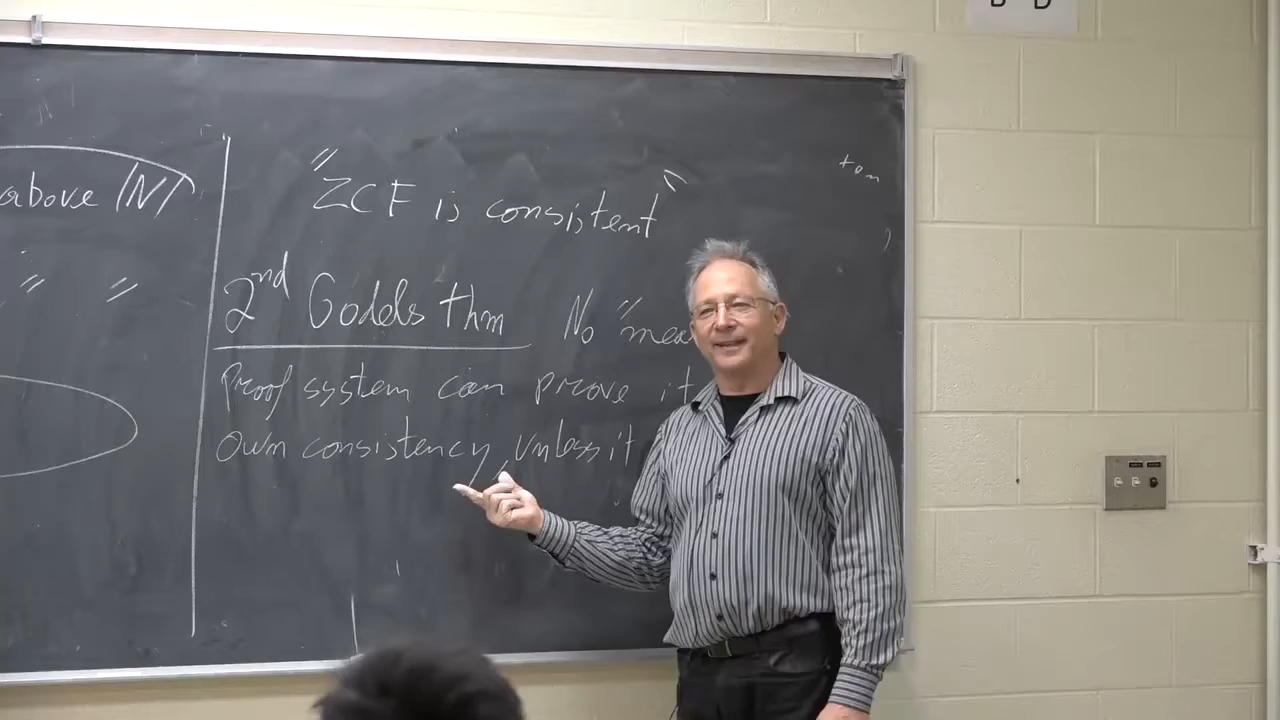 above |N)
"ZCF is consistent"
" "
2nd Godels thm No "mea
Proof system can prove it
own consistency unless it